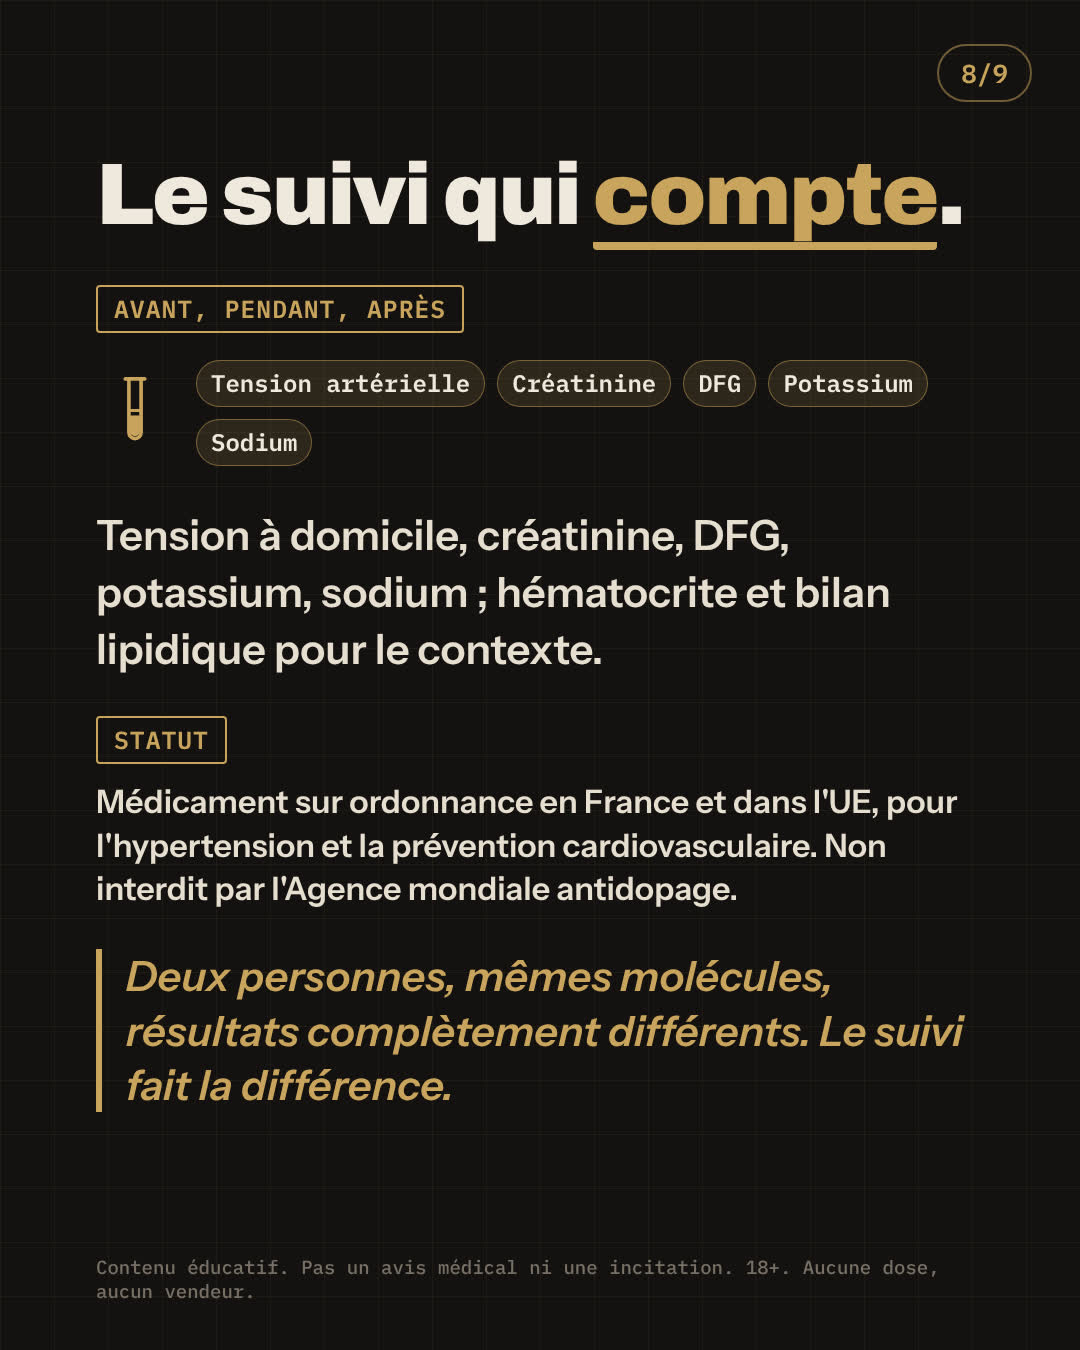 8/9
Le suivi qui compte.
AVANT, PENDANT, APRÈS
Tension artérielle Créatinine DFG Potassium
Sodium
Tension à domicile, créatinine, DFG,
potassium, sodium ; hématocrite et bilan
lipidique pour le contexte.
STATUT
Médicament sur ordonnance en France et dans l'UE, pour
l'hypertension et la prévention cardiovasculaire. Non
interdit par l'Agence mondiale antidopage.
Deux personnes, mêmes molécules,
résultats complètement différents. Le suivi
fait la différence.
Contenu éducatif. Pas un avis médical ni une incitation. 18+. Aucune dose,
aucun vendeur.